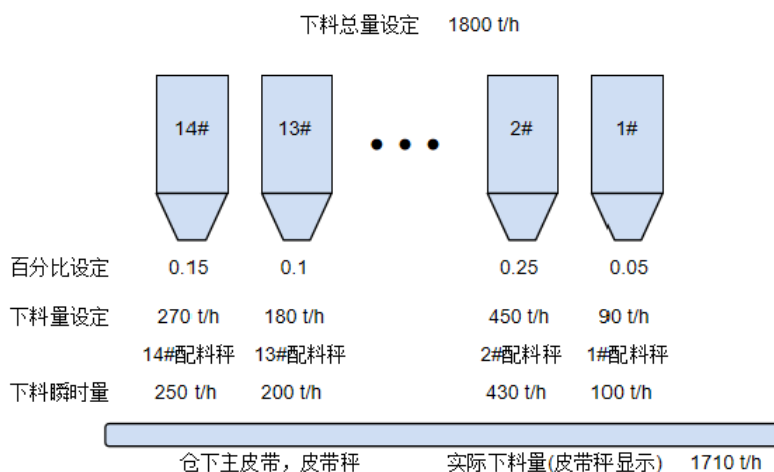 下料总量设定 1800 t/h
14# 13# 2# 1#
百分比设定 0.15 0.1 0.25 0.05
下料量设定 270 t/h 180 t/h 450 t/h 90 t/h
14#配料秤 13#配料秤 2#配料秤 1#配料秤
下料瞬时量 250 t/h 200 t/h 430 t/h 100 t/h
仓下主皮带，皮带秤 实际下料量(皮带秤显示) 1710 t/h